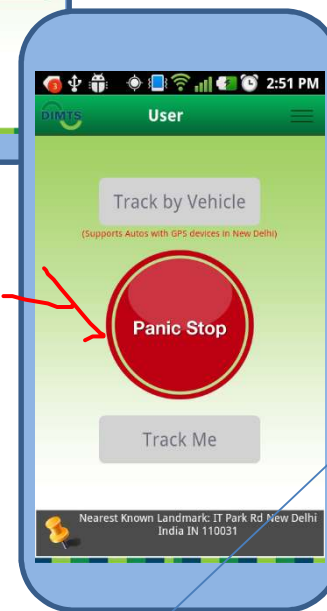 3
2:51 PM
DIMTS
User
Track by Vehicle
(Supports Autos with GPS devices in New Delhi)
Panic Stop
Track Me
Nearest Known Landmark: IT Park Rd New Delhi
India IN 110031